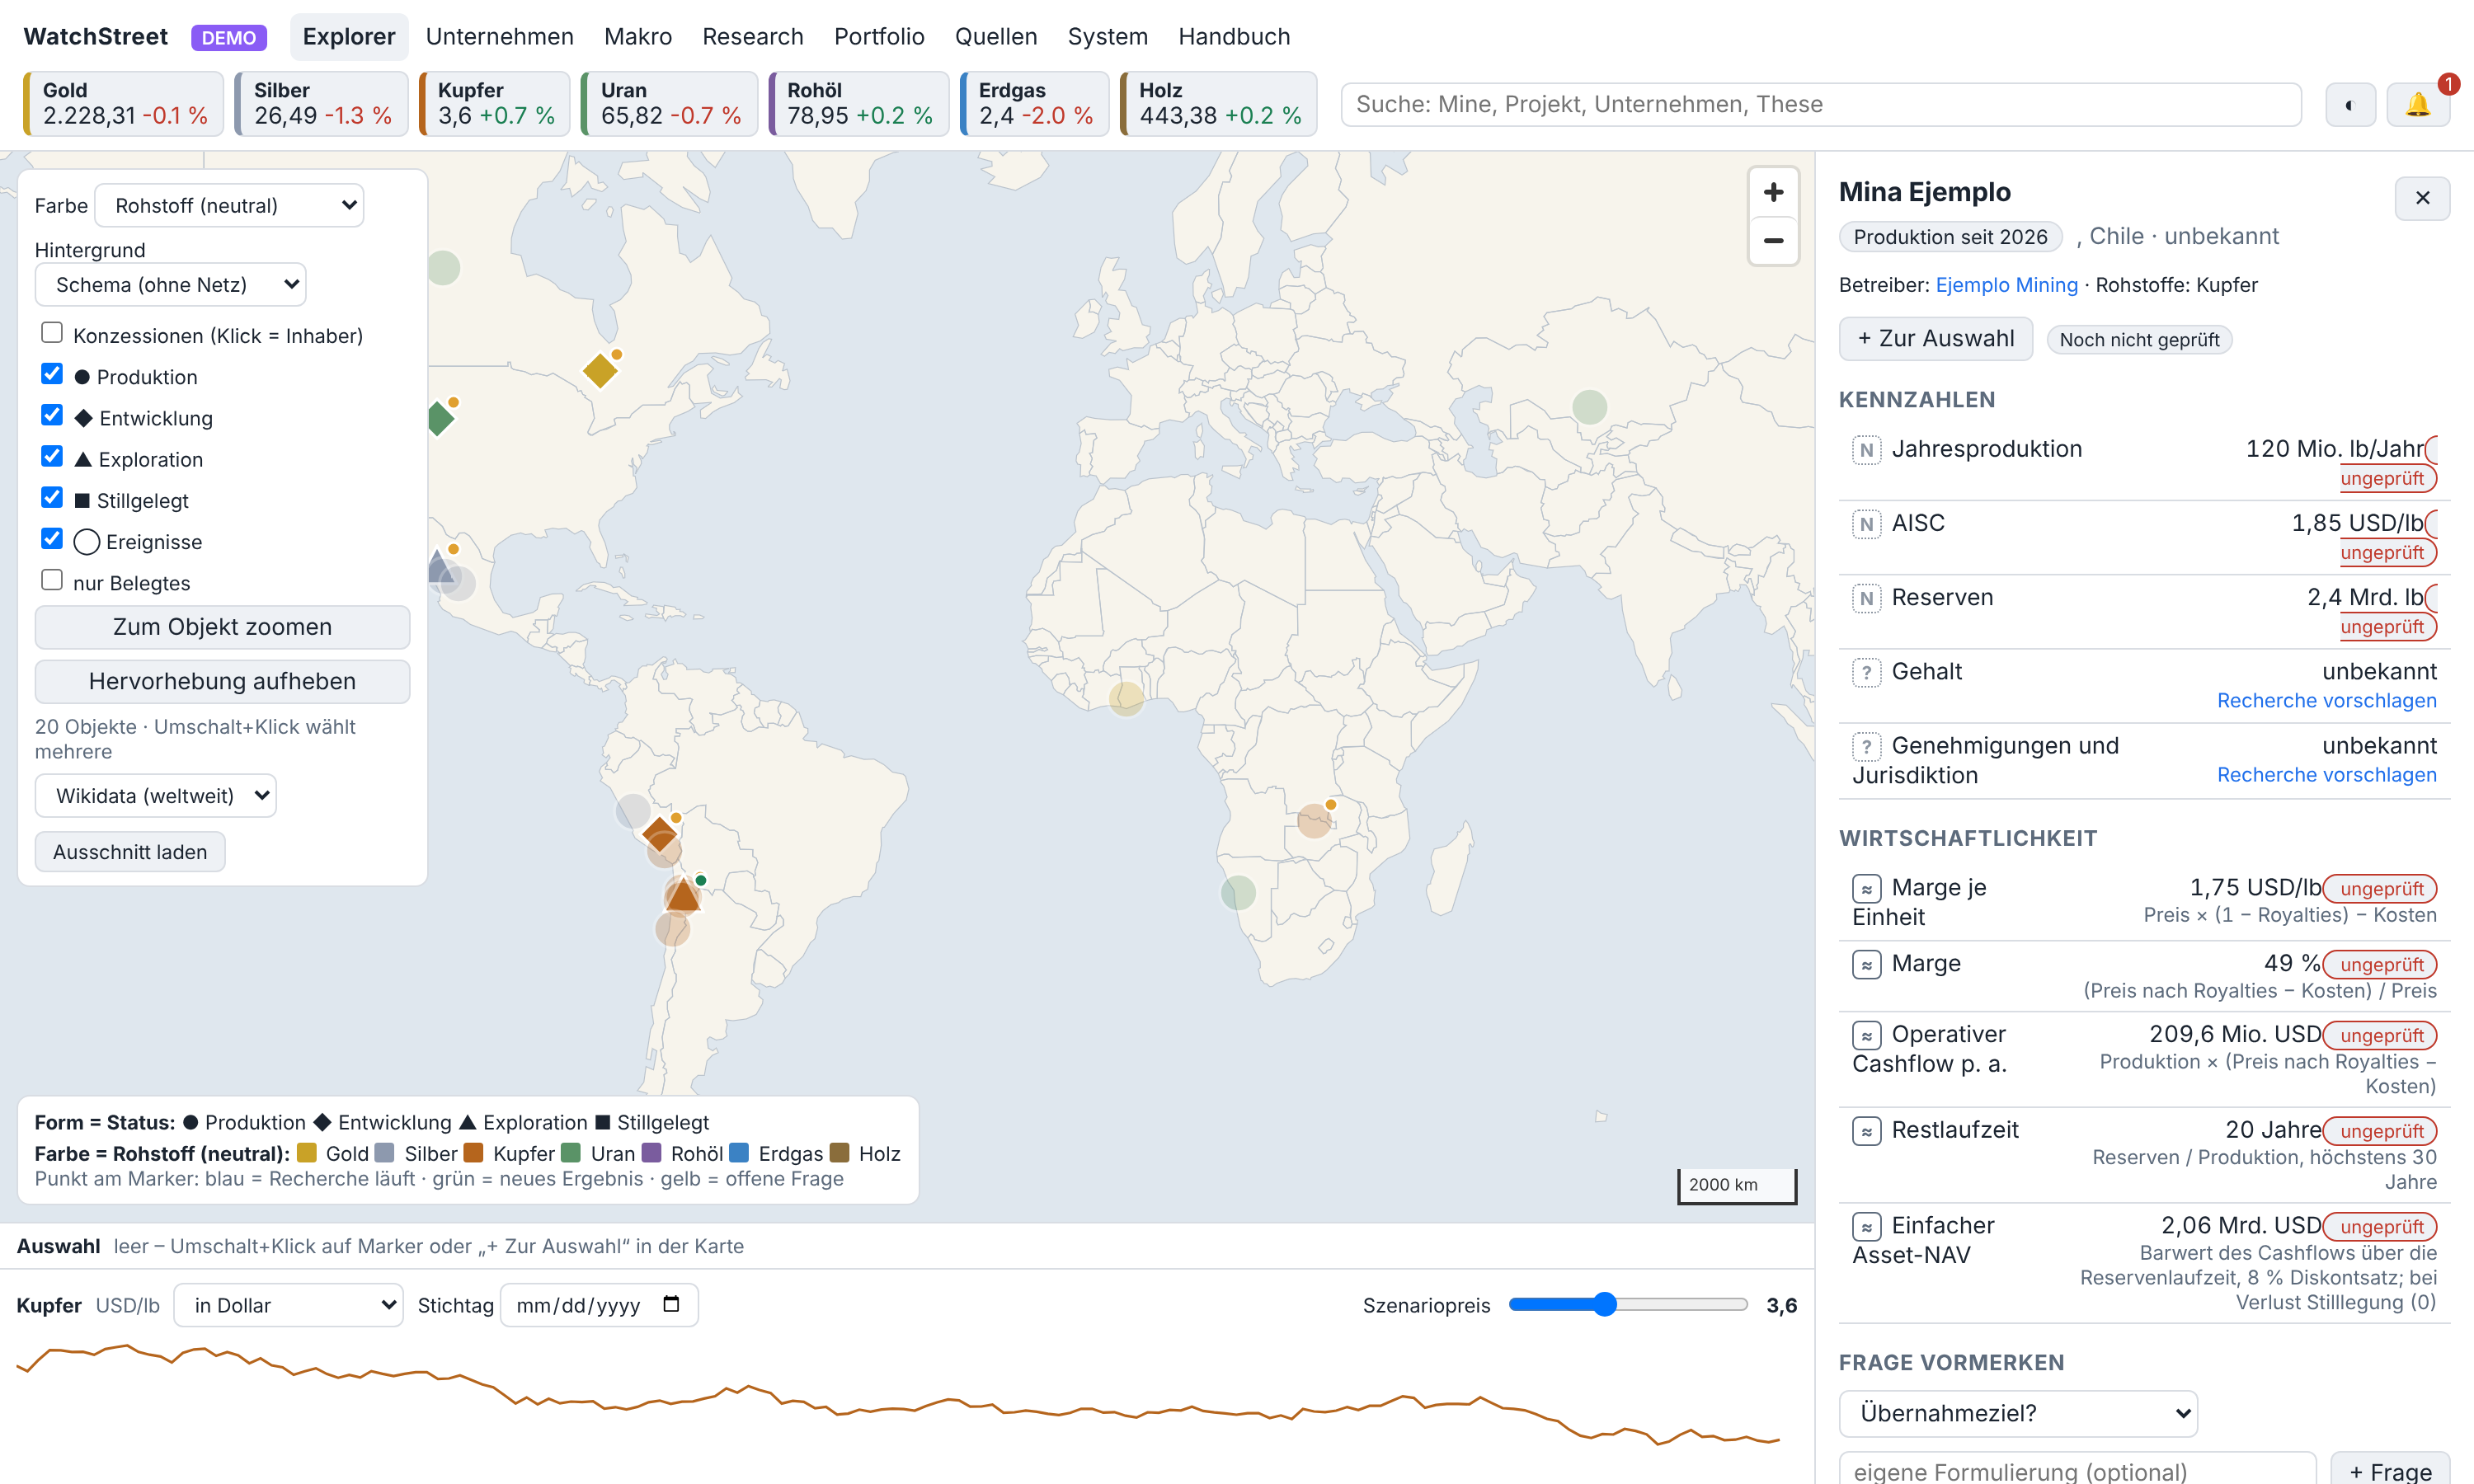 WatchStreet DEMO Explorer Unternehmen Makro Research Portfolio Quellen System Handbuch
Gold
2.228,31 -0.1 %
Silber
26,49 -1.3 %
Kupfer
3,6 +0.7 %
Uran
65,82 -0.7 %
Rohöl
78,95 +0.2 %
Erdgas
2,4 -2.0 %
Holz
443,38 +0.2 %
Suche: Mine, Projekt, Unternehmen, These
1
Farbe Rohstoff (neutral)
Hintergrund
Schema (ohne Netz)
Konzessionen (Klick = Inhaber)
Produktion
Entwicklung
Exploration
Stillgelegt
Ereignisse
nur Belegtes
Zum Objekt zoomen
Hervorhebung aufheben
20 Objekte · Umschalt+Klick wählt
mehrere
Wikidata (weltweit)
Ausschnitt laden
+
−
Form = Status: ● Produktion ◆ Entwicklung ▲ Exploration ■ Stillgelegt
Farbe = Rohstoff (neutral): Gold Silber Kupfer Uran Rohöl Erdgas Holz
Punkt am Marker: blau = Recherche läuft · grün = neues Ergebnis · gelb = offene Frage
2000 km
Auswahl leer – Umschalt+Klick auf Marker oder „+ Zur Auswahl“ in der Karte
Kupfer USD/lb in Dollar Stichtag mm/dd/yyyy Szenariopreis 3,6
Mina Ejemplo
×
Produktion seit 2026 , Chile · unbekannt
Betreiber: Ejemplo Mining · Rohstoffe: Kupfer
+ Zur Auswahl Noch nicht geprüft
KENNZAHLEN
N Jahresproduktion 120 Mio. lb/Jahr
ungeprüft
N AISC 1,85 USD/lb
ungeprüft
N Reserven 2,4 Mrd. lb
ungeprüft
? Gehalt unbekannt
Recherche vorschlagen
? Genehmigungen und unbekannt
Jurisdiktion Recherche vorschlagen
WIRTSCHAFTLICHKEIT
≈ Marge je 1,75 USD/lb ungeprüft
Einheit Preis × (1 − Royalties) − Kosten
≈ Marge 49 % ungeprüft
(Preis nach Royalties − Kosten) / Preis
≈ Operativer 209,6 Mio. USD ungeprüft
Cashflow p. a. Produktion × (Preis nach Royalties −
Kosten)
≈ Restlaufzeit 20 Jahre ungeprüft
Reserven / Produktion, höchstens 30
Jahre
≈ Einfacher 2,06 Mrd. USD ungeprüft
Asset-NAV Barwert des Cashflows über die
Reservenlaufzeit, 8 % Diskontsatz; bei
Verlust Stilllegung (0)
FRAGE VORMERKEN
Übernahmeziel?
eigene Formulierung (optional) + Frage